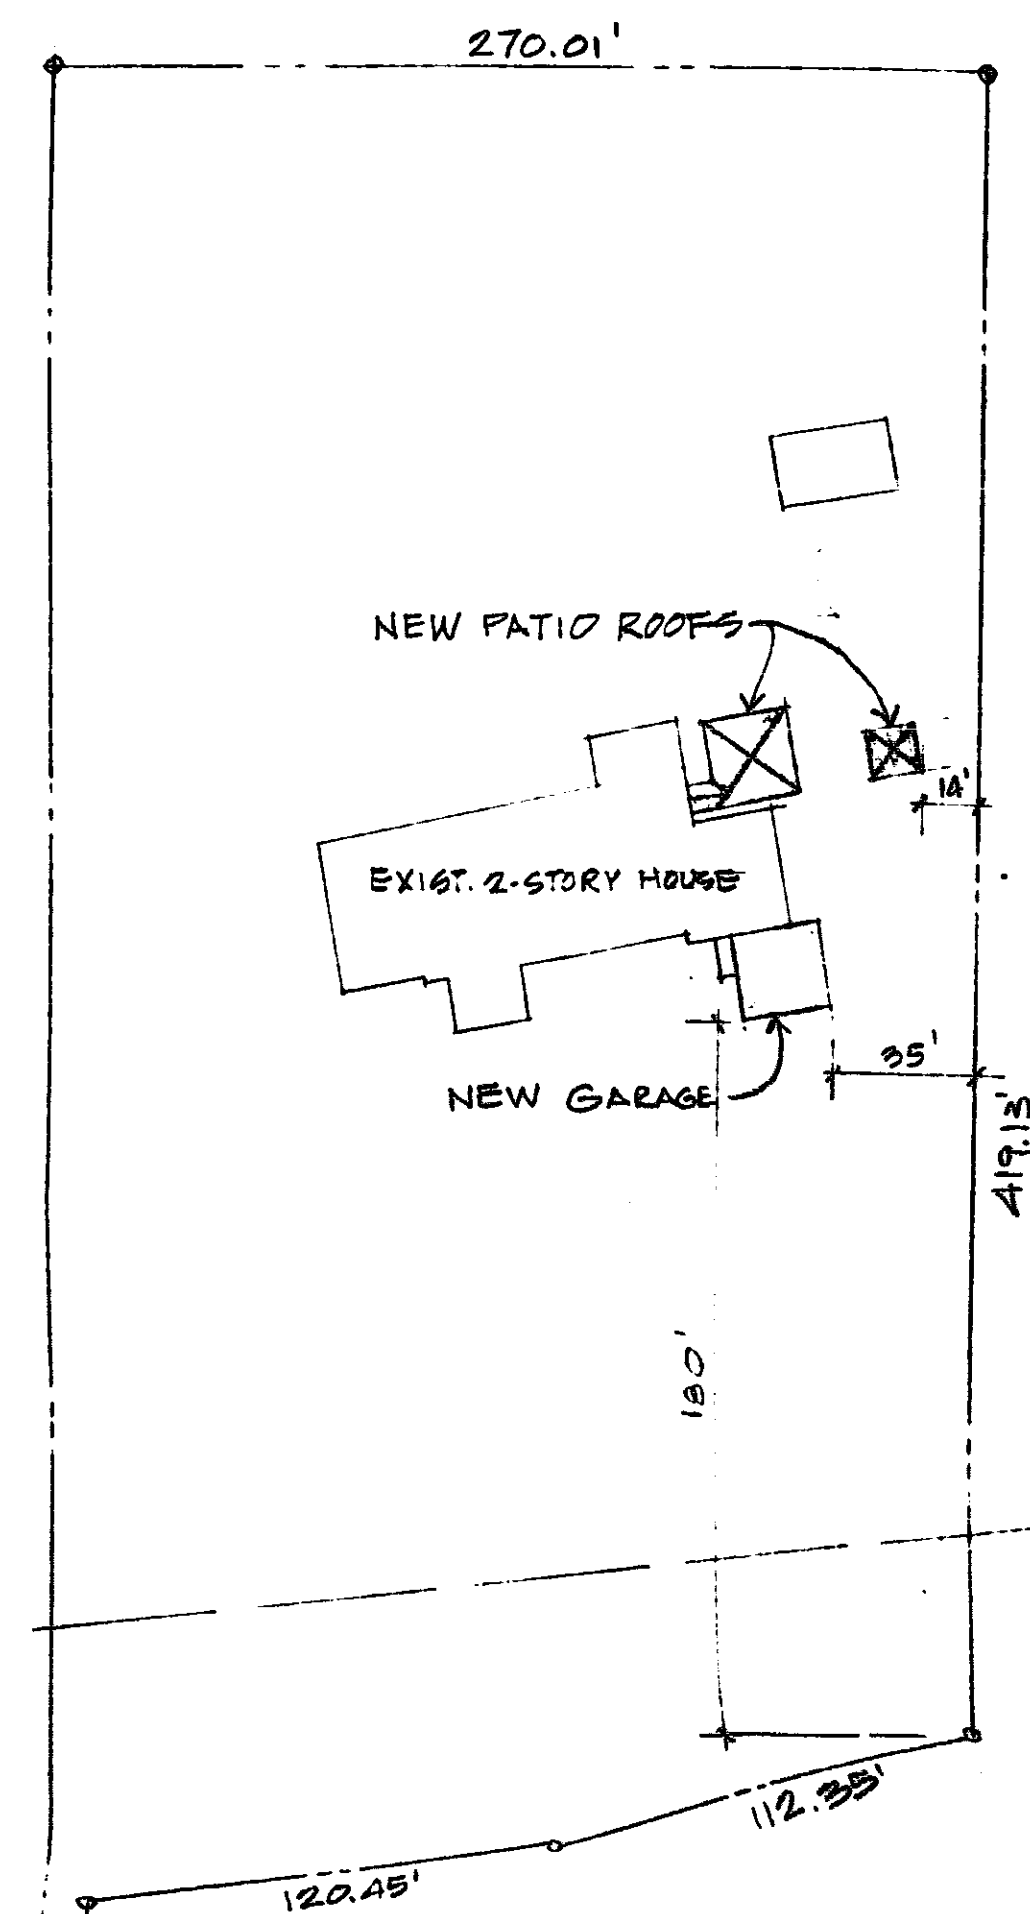 270.01'
NEW PATIO ROOFS
14'
EXIST. 2-STORY HOUSE
35'
NEW GARAGE
419.13'
180'
112.35'
120.45'